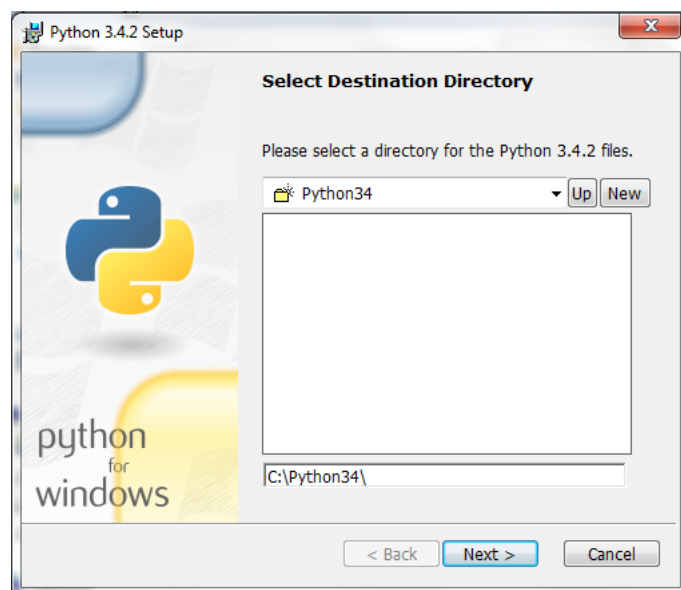 Python 3.4.2 Setup
Select Destination Directory
Please select a directory for the Python 3.4.2 files.
Python34
Up
New
C:\Python34\
python
for
windows
< Back
Next >
Cancel